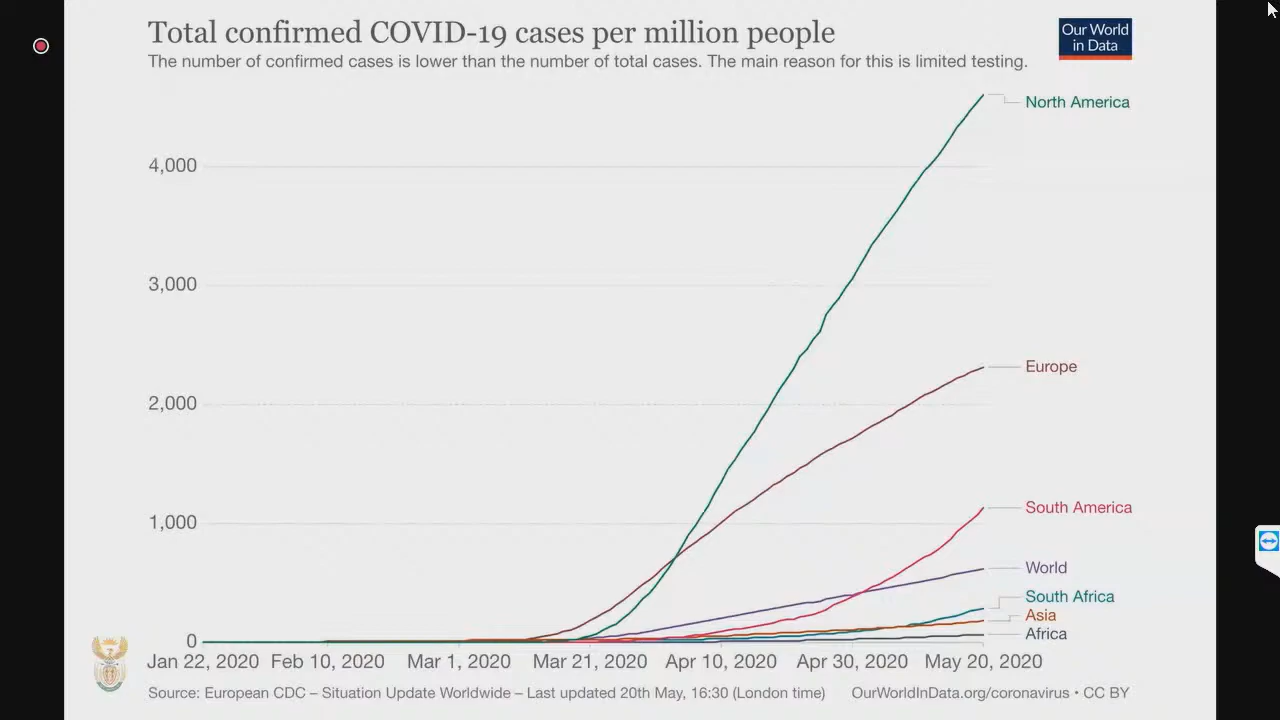 Total confirmed COVID-19 cases per million people
The number of confirmed cases is lower than the number of total cases. The main reason for this is limited testing.
Our World
in Data
North America
4,000
3,000
Europe
2,000
South America
1,000
World
South Africa
Asia
Africa
0
Jan 22, 2020 Feb 10, 2020 Mar 1, 2020 Mar 21, 2020 Apr 10, 2020 Apr 30, 2020 May 20, 2020
Source: European CDC – Situation Update Worldwide – Last updated 20th May, 16:30 (London time) OurWorldInData.org/coronavirus • CC BY